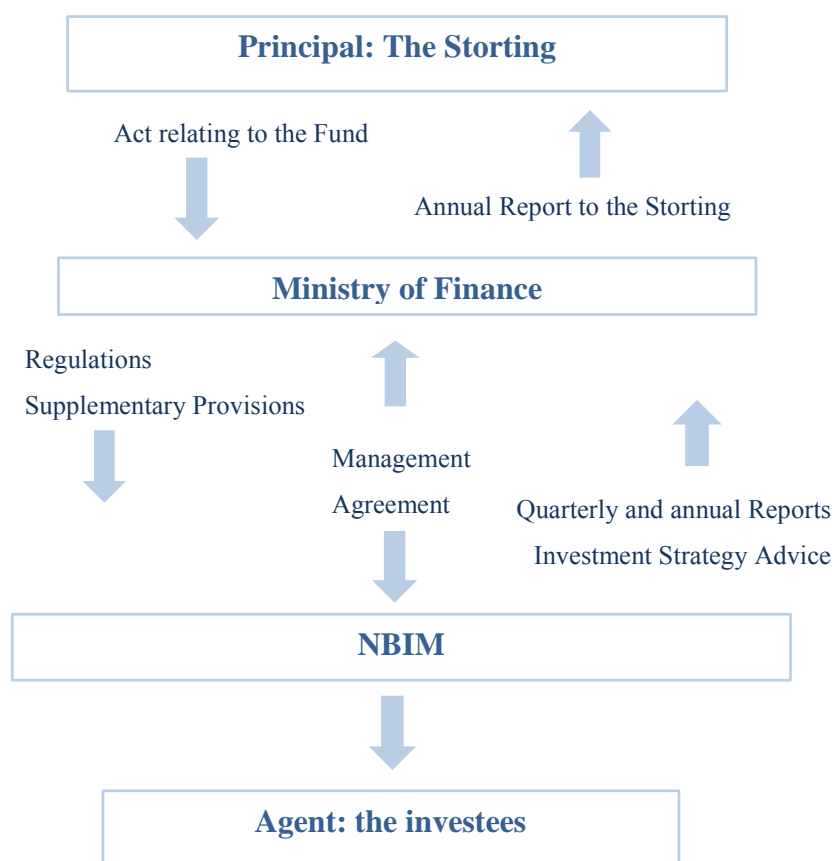 Principal: The Storting
Act relating to the Fund
Annual Report to the Storting
Ministry of Finance
Regulations
Supplementary Provisions
Management
Agreement
Quarterly and annual Reports
Investment Strategy Advice
NBIM
Agent: the investees